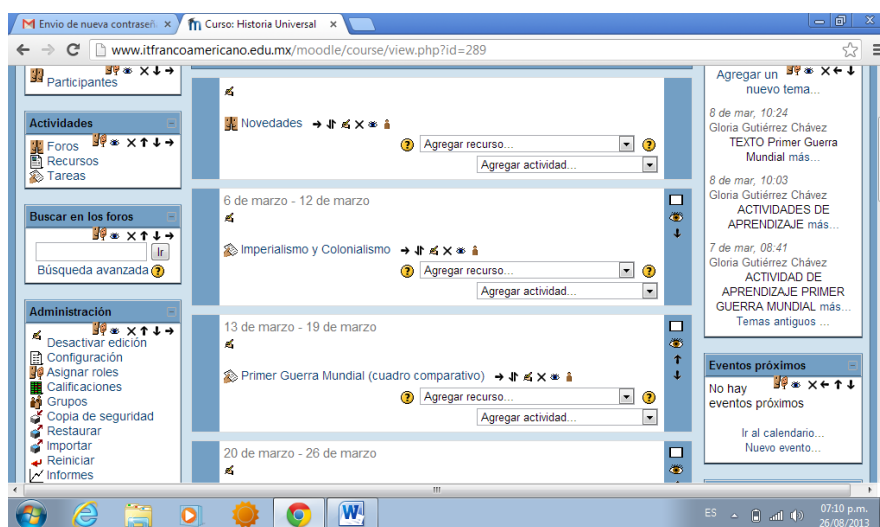 Envio de nueva contraseñ
Curso: Historia Universal
www.itfrancoamericano.edu.mx/moodle/course/view.php?id=289
Participantes
Actividades
Foros
Recursos
Tareas
Buscar en los foros
Ir
Búsqueda avanzada
Administración
Desactivar edición
Configuración
Asignar roles
Calificaciones
Grupos
Copia de seguridad
Restaurar
Importar
Reiniciar
Informes
Novedades
Agregar recurso...
Agregar actividad...
6 de marzo - 12 de marzo
Imperialismo y Colonialismo
Agregar recurso...
Agregar actividad...
13 de marzo - 19 de marzo
Primer Guerra Mundial (cuadro comparativo)
Agregar recurso...
Agregar actividad...
20 de marzo - 26 de marzo
Agregar un
nuevo tema...
8 de mar, 10:24
Gloria Gutiérrez Chávez
TEXTO Primer Guerra
Mundial más...
8 de mar, 10:03
Gloria Gutiérrez Chávez
ACTIVIDADES DE
APRENDIZAJE más...
7 de mar, 08:41
Gloria Gutiérrez Chávez
ACTIVIDAD DE
APRENDIZAJE PRIMER
GUERRA MUNDIAL más...
Temas antiguos ...
Eventos próximos
No hay
eventos próximos
Ir al calendario...
Nuevo evento...
ES
07:10 p.m.
26/08/2013